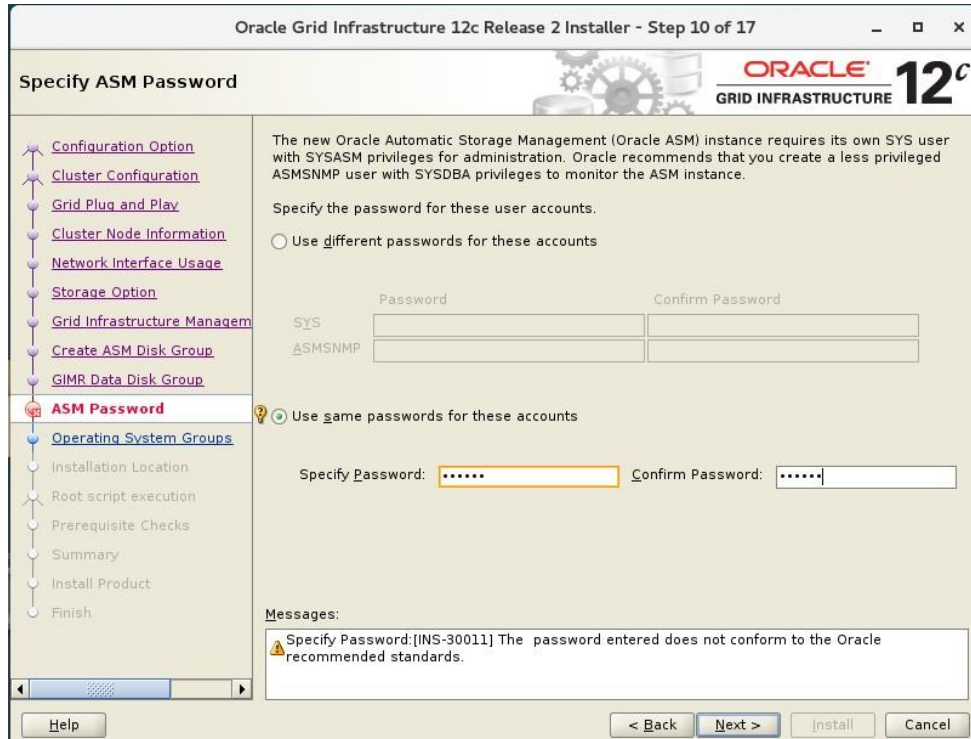 Oracle Grid Infrastructure 12c Release 2 Installer - Step 10 of 17
Specify ASM Password
ORACLE
GRID INFRASTRUCTURE
12c
Configuration Option
Cluster Configuration
Grid Plug and Play
Cluster Node Information
Network Interface Usage
Storage Option
Grid Infrastructure Managem
Create ASM Disk Group
GIMR Data Disk Group
ASM Password
Operating System Groups
Installation Location
Root script execution
Prerequisite Checks
Summary
Install Product
Finish
The new Oracle Automatic Storage Management (Oracle ASM) instance requires its own SYS user
with SYSASM privileges for administration. Oracle recommends that you create a less privileged
ASMSNMP user with SYSDBA privileges to monitor the ASM instance.
Specify the password for these user accounts.
Use different passwords for these accounts
Password Confirm Password
SYS
ASMSNMP
Use same passwords for these accounts
Specify Password: •••••• Confirm Password: ••••••
Messages:
Specify Password:[INS-30011] The password entered does not conform to the Oracle
recommended standards.
Help < Back Next > Install Cancel